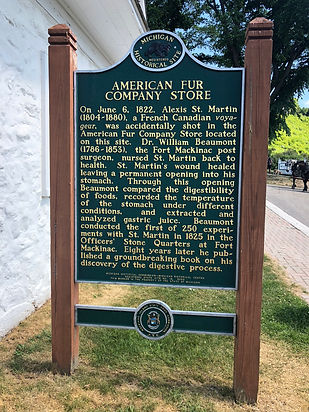 MICHIGAN
HISTORICAL SITE
AMERICAN FUR
COMPANY STORE
On June 6, 1822, Alexis St. Martin
(1804-1880), a French Canadian voya-
gear, was accidentally shot in the
American Fur Company Store located
on this site. Dr. William Beaumont
(1786-1853), the Fort Mackinac post
surgeon, nursed St. Martin back to
health. St. Martin's wound healed
leaving a permanent opening into his
stomach. Through this opening
Beaumont compared the digestibility
of foods, recorded the temperature
of the stomach under different
conditions, and extracted and
analyzed gastric juice. Beaumont
conducted the first of 250 experi-
ments with St. Martin in 1825 in the
Officers' Stone Quarters at Fort
Mackinac. Eight years later he pub-
lished a groundbreaking book on his
discovery of the digestive process.